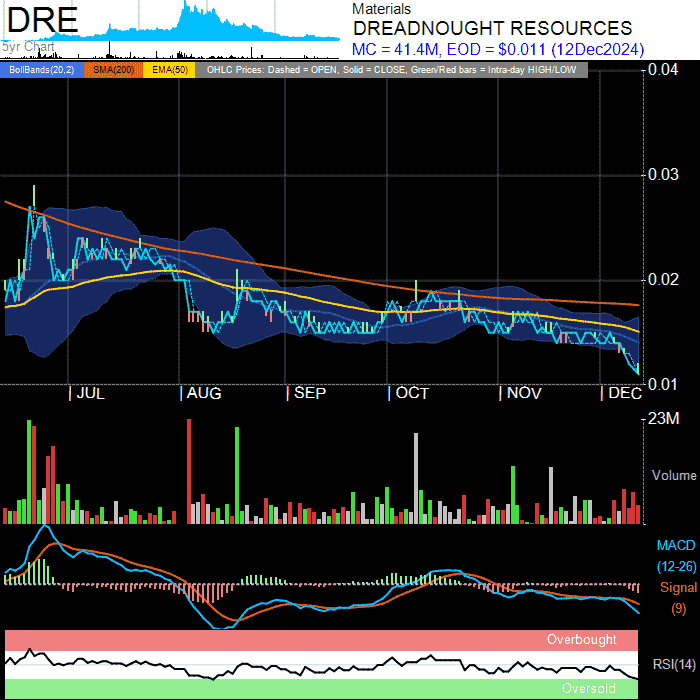 DRE
5yr Chart
Materials
DREADNOUGHT RESOURCES
MC = 41.4M, EOD = $0.011 (12Dec2024)
BollBands(20,2) SMA(200) EMA(50) OHLC Prices: Dashed = OPEN, Solid = CLOSE, Green/Red bars = Intra-day HIGH/LOW
0.04
0.03
0.02
0.01
JUL AUG SEP OCT NOV DEC
23M
Volume
MACD
(12-26)
Signal
(9)
Overbought
RSI(14)
Oversold